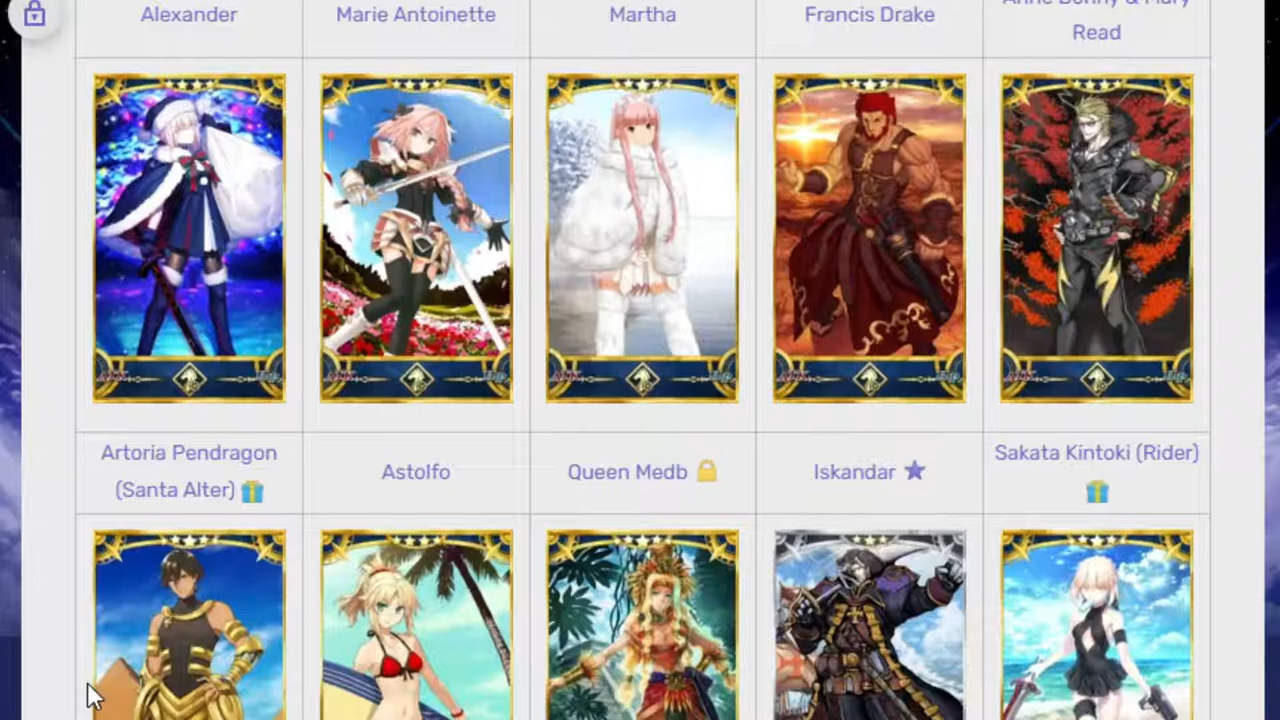 Alexander
Marie Antoinette
Martha
Francis Drake
Anne Bonny & Mary
Read
Artoria Pendragon
(Santa Alter)
Astolfo
Queen Medb
Iskandar
Sakata Kintoki (Rider)